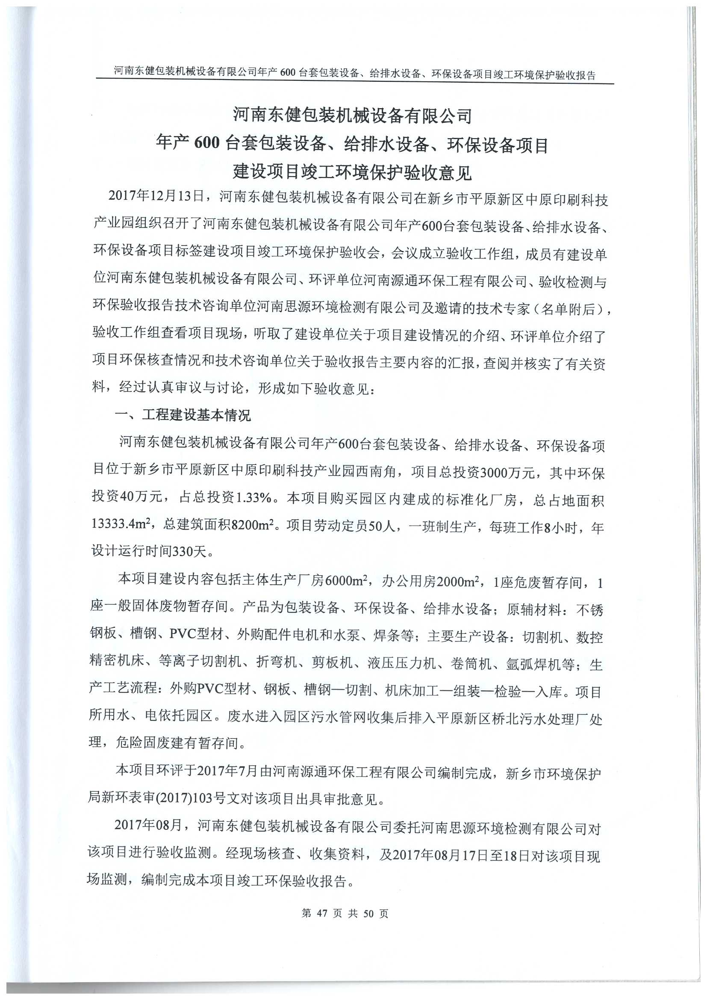 河南东健包装机械设备有限公司年产 600 台套包装设备、给排水设备、环保设备项目竣工环境保护验收报告
河南东健包装机械设备有限公司
年产 600 台套包装设备、给排水设备、环保设备项目
建设项目竣工环境保护验收意见
2017年12月13日，河南东健包装机械设备有限公司在新乡市平原新区中原印刷科技
产业园组织召开了河南东健包装机械设备有限公司年产600台套包装设备、给排水设备、
环保设备项目标签建设项目竣工环境保护验收会，会议成立验收工作组，成员有建设单
位河南东健包装机械设备有限公司、环评单位河南源通环保工程有限公司、验收检测与
环保验收报告技术咨询单位河南思源环境检测有限公司及邀请的技术专家（名单附后），
验收工作组查看项目现场，听取了建设单位关于项目建设情况的介绍、环评单位介绍了
项目环保核查情况和技术咨询单位关于验收报告主要内容的汇报，查阅并核实了有关资
料，经过认真审议与讨论，形成如下验收意见：
一、工程建设基本情况
河南东健包装机械设备有限公司年产600台套包装设备、给排水设备、环保设备项
目位于新乡市平原新区中原印刷科技产业园西南角，项目总投资3000万元，其中环保
投资40万元，占总投资1.33%。本项目购买园区内建成的标准化厂房，总占地面积
13333.4m²，总建筑面积8200m²。项目劳动定员50人，一班制生产，每班工作8小时，年
设计运行时间330天。
本项目建设内容包括主体生产厂房6000m²，办公用房2000m²，1座危废暂存间，1
座一般固体废物暂存间。产品为包装设备、环保设备、给排水设备；原辅材料：不锈
钢板、槽钢、PVC型材、外购配件电机和水泵、焊条等；主要生产设备：切割机、数控
精密机床、等离子切割机、折弯机、剪板机、液压压力机、卷筒机、氩弧焊机等；生
产工艺流程：外购PVC型材、钢板、槽钢—切割、机床加工—组装—检验—入库。项目
所用水、电依托园区。废水进入园区污水管网收集后排入平原新区桥北污水处理厂处
理，危险固废建有暂存间。
本项目环评于2017年7月由河南源通环保工程有限公司编制完成，新乡市环境保护
局新环表审(2017)103号文对该项目出具审批意见。
2017年08月，河南东健包装机械设备有限公司委托河南思源环境检测有限公司对
该项目进行验收监测。经现场核查、收集资料，及2017年08月17日至18日对该项目现
场监测，编制完成本项目竣工环保验收报告。
第 47 页 共 50 页